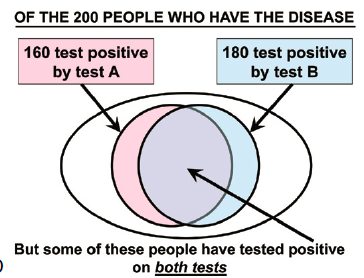 OF THE 200 PEOPLE WHO HAVE THE DISEASE
160 test positive
by test A
180 test positive
by test B
)
But some of these people have tested positive
on both tests